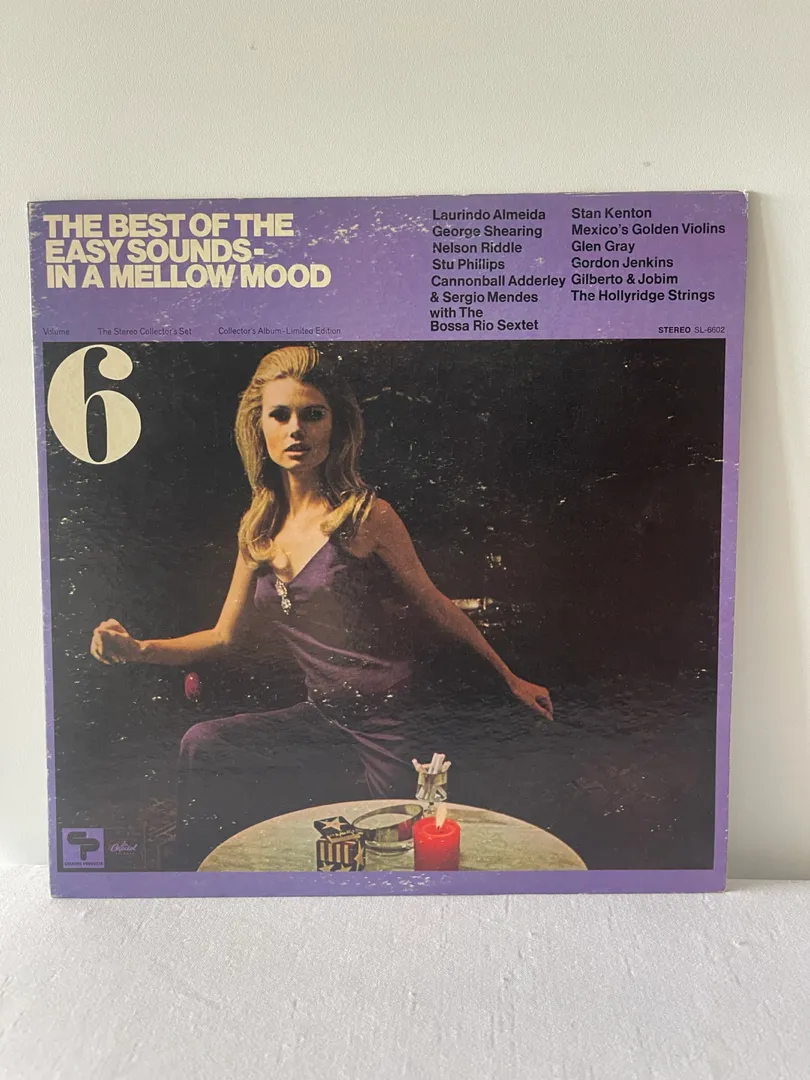 THE BEST OF THE
EASY SOUNDS-
IN A MELLOW MOOD
Laurindo Almeida
George Shearing
Nelson Riddle
Stu Phillips
Cannonball Adderley
& Sergio Mendes
with The
Bossa Rio Sextet
Stan Kenton
Mexico's Golden Violins
Glen Gray
Gordon Jenkins
Gilberto & Jobim
The Hollyridge Strings
Volume The Stereo Collector's Set Collector's Album - Limited Edition
STEREO SL-6602
6
CREATIVE PRODUCTS
Capitol